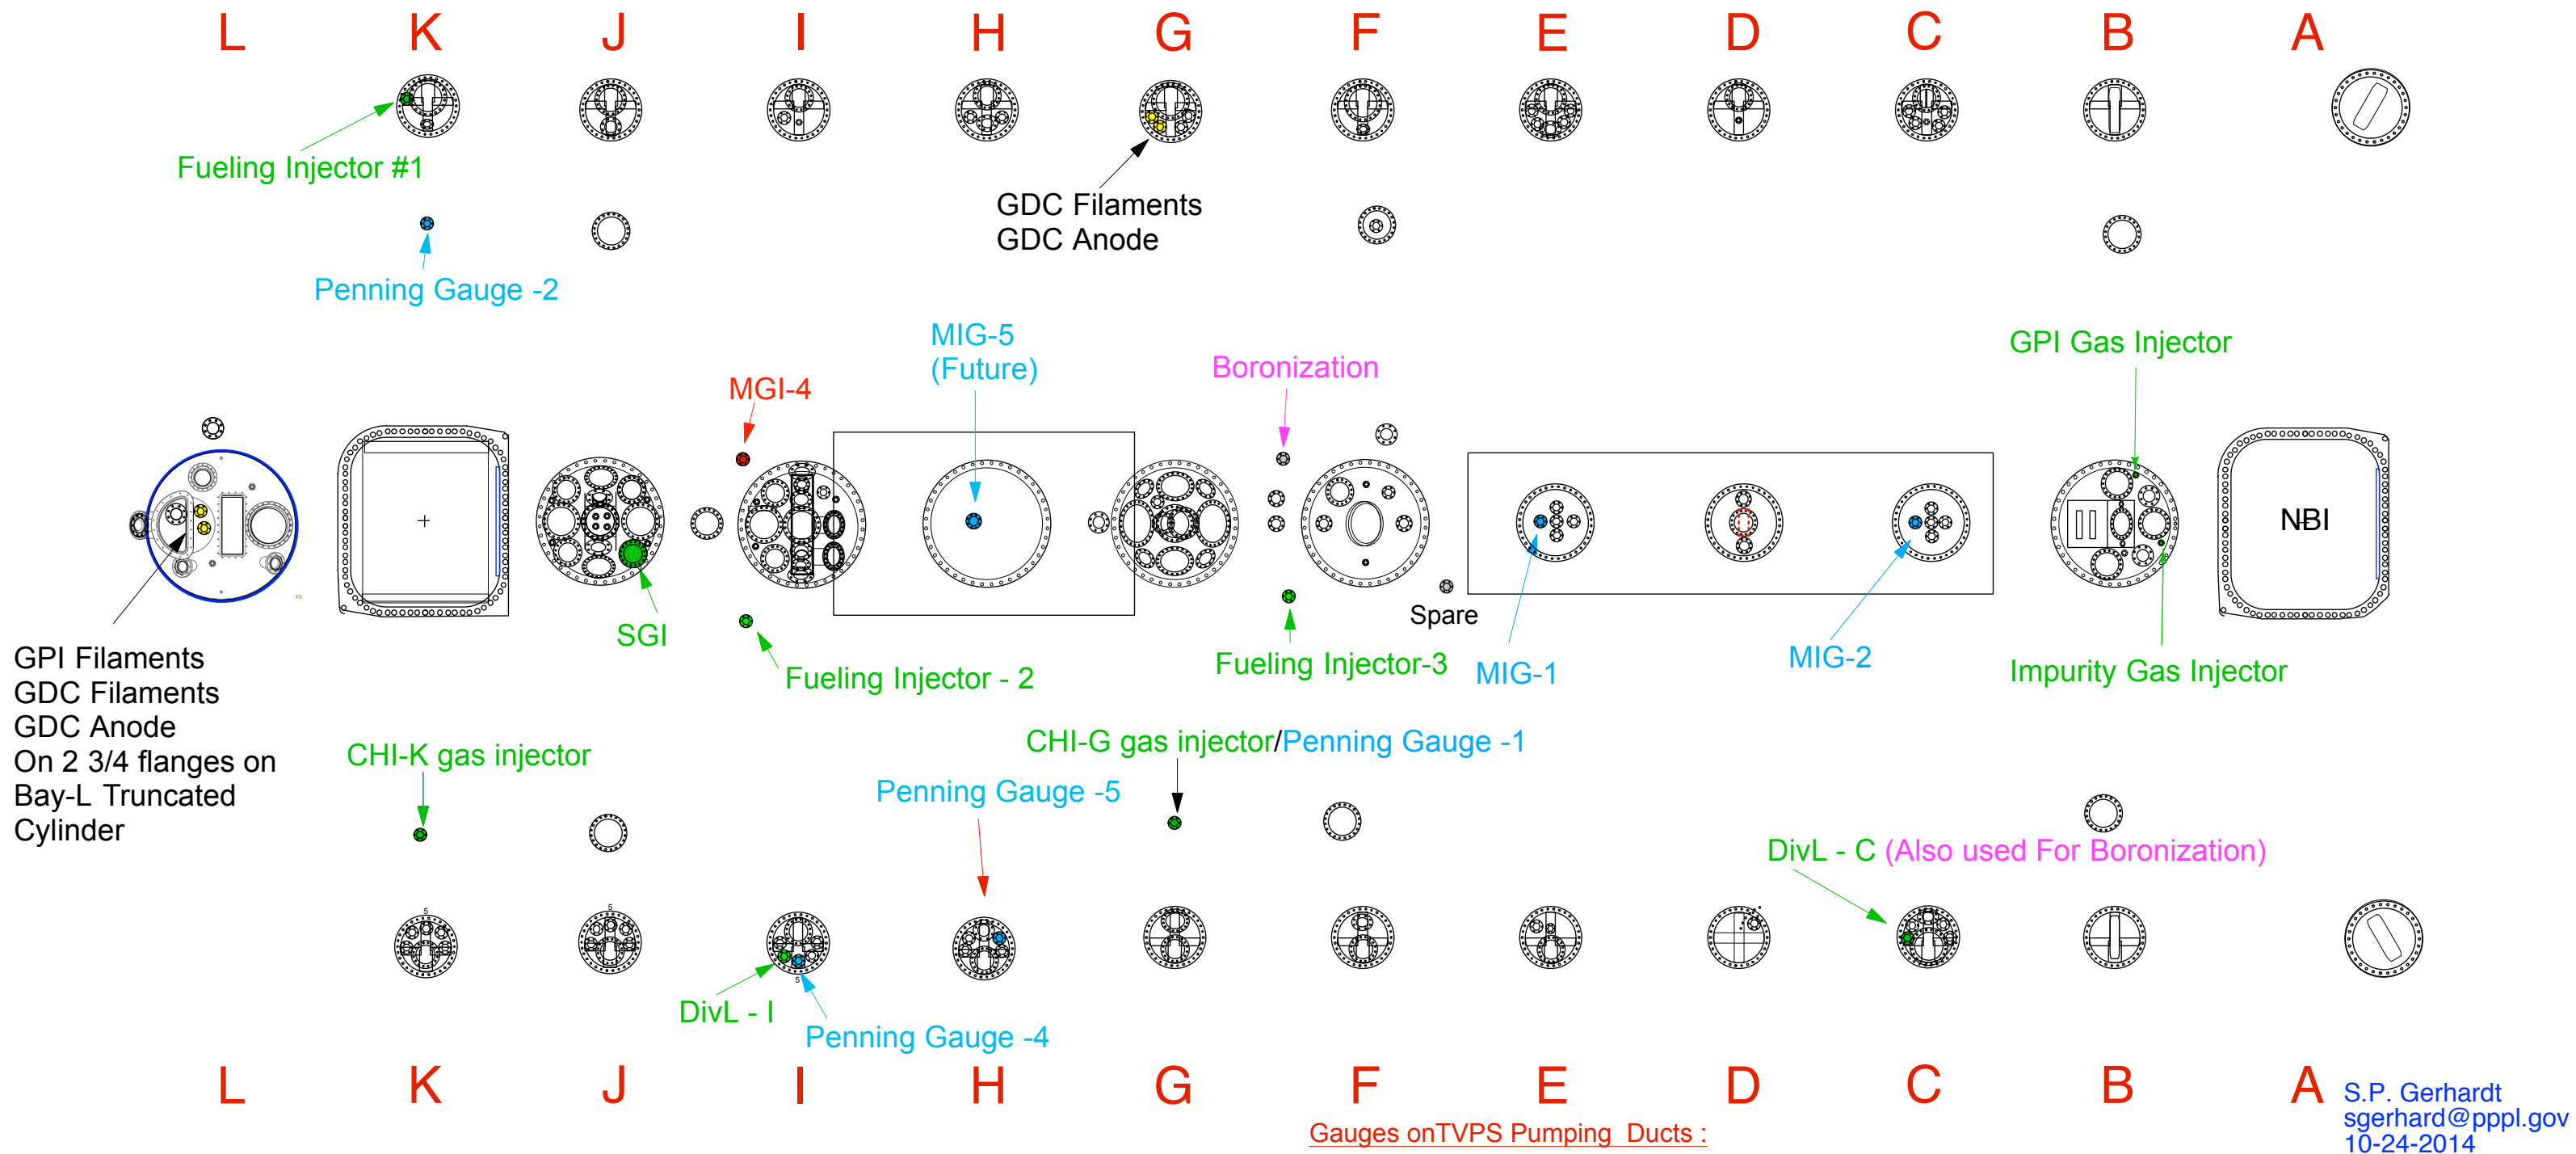 L K J I H G F E D C B A
Fueling Injector #1
GDC Filaments
GDC Anode
Penning Gauge -2
MIG-5
(Future)
GPI Gas Injector
Boronization
MGI-4
NBI
Spare
SGI
Fueling Injector - 2
Fueling Injector-3
MIG-1
MIG-2
Impurity Gas Injector
GPI Filaments
GDC Filaments
GDC Anode
On 2 3/4 flanges on
Bay-L Truncated
Cylinder
CHI-K gas injector
CHI-G gas injector/Penning Gauge -1
Penning Gauge -5
DivL - C (Also used For Boronization)
5
5
5
DivL - I
Penning Gauge -4
L K J I H G F E D C B A
S.P. Gerhardt
sgerhard@pppl.gov
10-24-2014
Gauges onTVPS Pumping Ducts :